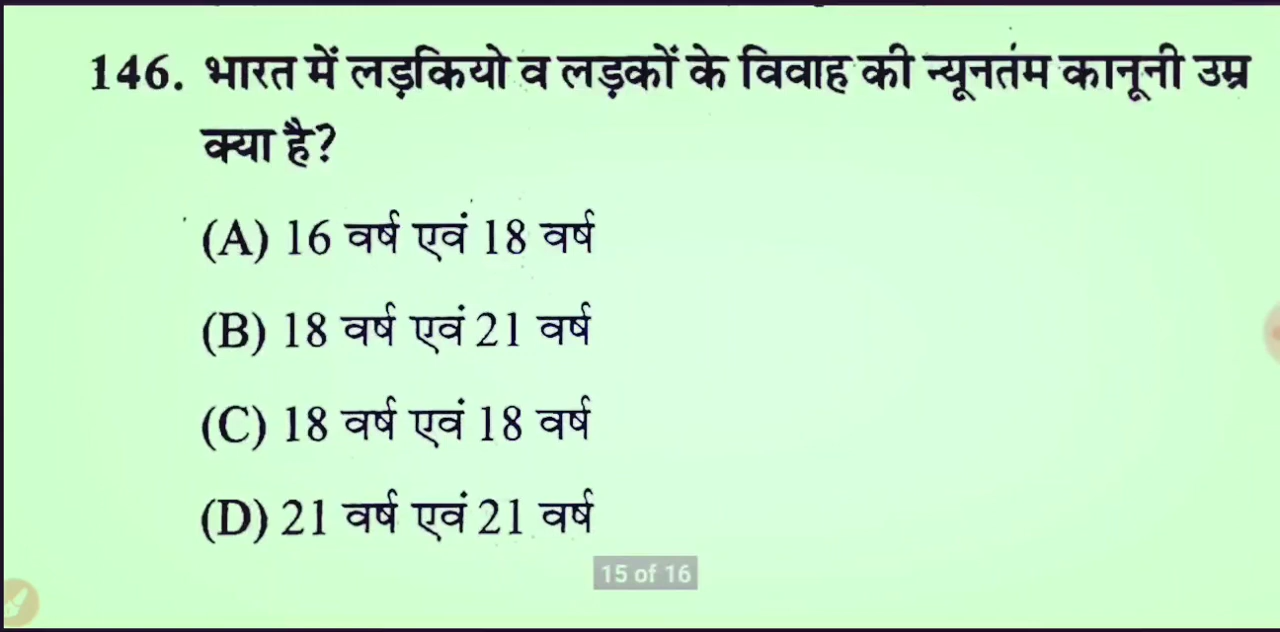 146. भारत में लड़कियो व लड़कों के विवाह की न्यूनतंम कानूनी उम्र
क्या है?
(A) 16 वर्ष एवं 18 वर्ष
(B) 18 वर्ष एवं 21 वर्ष
(C) 18 वर्ष एवं 18 वर्ष
(D) 21 वर्ष एवं 21 वर्ष
15 of 16